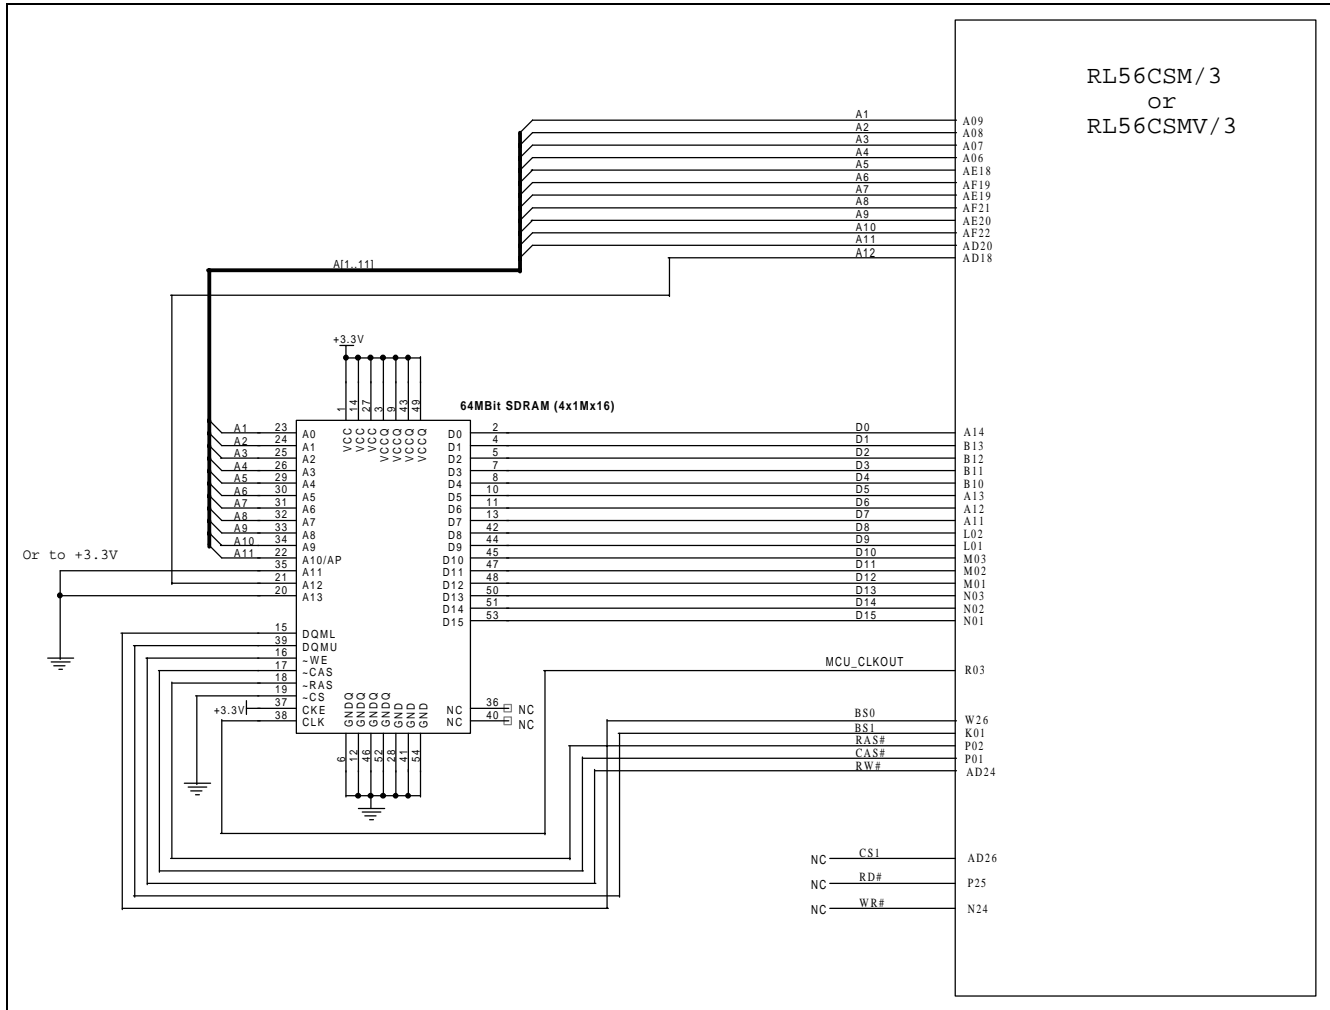 RL56CSM/3
or
RL56CSMV/3
A1 A09
A2 A08
A3 A07
A4 A06
A5 AE18
A6 AF19
A7 AE19
A8 AF21
A9 AE20
A10 AF22
A11 AD20
A12 AD18
A[1..11]
+3.3V
1 14 27 3 9 43 49
VCC VCC VCC VCCQ VCCQ VCCQ VCCQ
64MBit SDRAM (4x1Mx16)
A1 23 A0 D0 2 D0 A14
A2 24 A1 D1 4 D1 B13
A3 25 A2 D2 5 D2 B12
A4 26 A3 D3 7 D3 B11
A5 29 A4 D4 8 D4 B10
A6 30 A5 D5 10 D5 A13
A7 31 A6 D6 11 D6 A12
A8 32 A7 D7 13 D7 A11
A9 33 A8 D8 42 D8 L02
A10 34 A9 D9 44 D9 L01
A11 22 A10/AP D10 45 D10 M03
Or to +3.3V
35 A11 D11 47 D11 M02
21 A12 D12 48 D12 M01
20 A13 D13 50 D13 N03
D14 51 D14 N02
D15 53 D15 N01
15 DQML
39 DQMU
16 ~WE
17 ~CAS
18 ~RAS
19 ~CS
+3.3V 37 CKE
38 CLK
GNDQ GNDQ GNDQ GNDQ GND GND GND
6 12 46 52 28 41 54
NC 36 NC
NC 40 NC
MCU_CLKOUT R03
BS0 W26
BS1 K01
RAS# P02
CAS# P01
RW# AD24
NC CS1 AD26
NC RD# P25
NC WR# N24